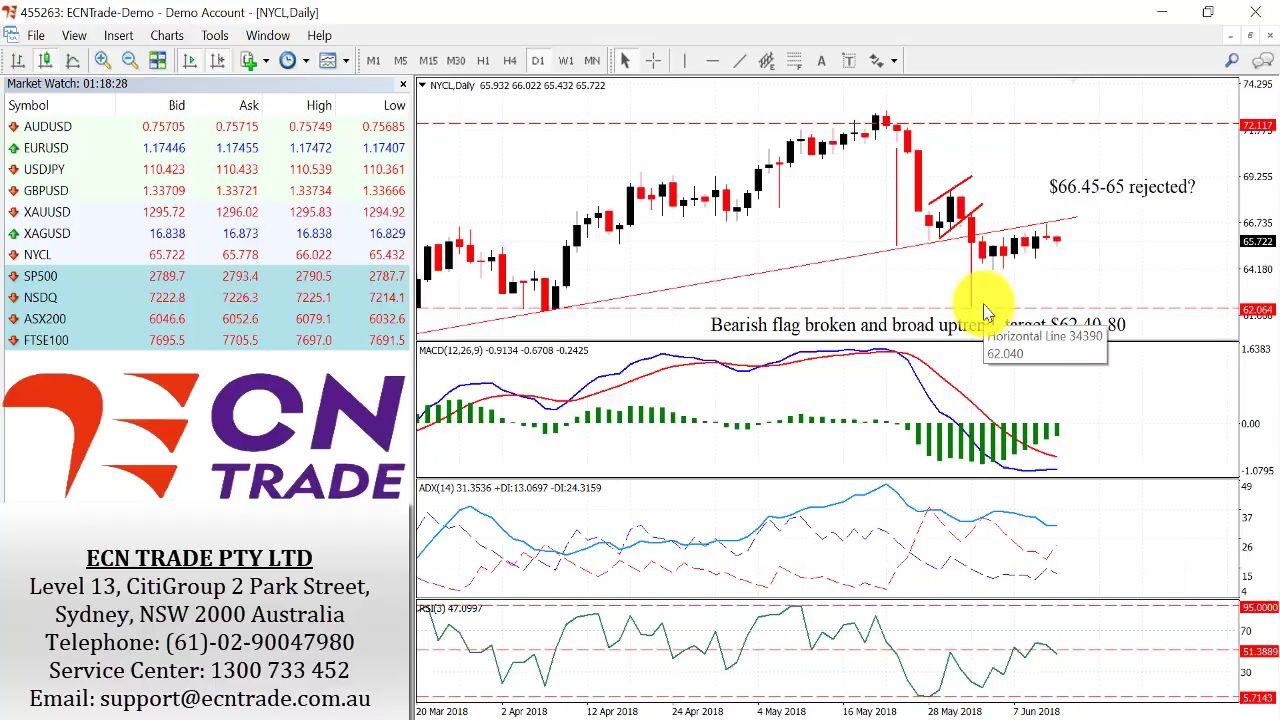 455263: ECNTrade-Demo - Demo Account - [NYCL,Daily]
File View Insert Charts Tools Window Help
M1 M5 M15 M30 H1 H4 D1 W1 MN
Market Watch: 01:18:28
Symbol Bid Ask High Low
AUDUSD 0.75705 0.75715 0.75749 0.75685
EURUSD 1.17446 1.17455 1.17472 1.17407
USDJPY 110.423 110.433 110.539 110.361
GBPUSD 1.33709 1.33721 1.33734 1.33666
XAUUSD 1295.72 1296.02 1295.83 1294.92
XAGUSD 16.838 16.873 16.838 16.829
NYCL 65.722 65.778 66.022 65.432
SP500 2789.7 2793.4 2790.5 2787.7
NSDQ 7222.8 7226.3 7225.1 7214.1
ASX200 6046.6 6052.6 6079.1 6032.6
FTSE100 7695.5 7705.5 7697.0 7691.5
ECN
TRADE
ECN TRADE PTY LTD
Level 13, CitiGroup 2 Park Street,
Sydney, NSW 2000 Australia
Telephone: (61)-02-90047980
Service Center: 1300 733 452
Email: support@ecntrade.com.au
NYCL,Daily 65.932 66.022 65.432 65.722
74.295
72.117
69.255
$66.45-65 rejected?
66.735
65.722
64.180
62.064
Bearish flag broken and broad uptrend, target $62.40-80
Horizontal Line 34390
62.040
MACD(12,26,9) -0.9134 -0.6708 -0.2425
1.6383
0.00
-1.0795
ADX(14) 31.3536 +DI:13.0697 -DI:24.3159
49
37
26
15
4
RSI(3) 47.0997
95.0000
70
51.3889
30
5.7143
20 Mar 2018 2 Apr 2018 12 Apr 2018 24 Apr 2018 4 May 2018 16 May 2018 28 May 2018 7 Jun 2018